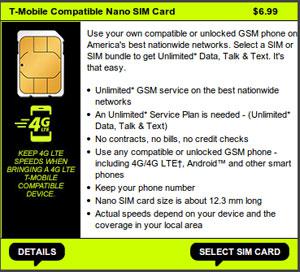 T-Mobile Compatible Nano SIM Card $6.99
Use your own compatible or unlocked GSM phone on
America's best nationwide networks. Select a SIM or
SIM bundle to get Unlimited* Data, Talk & Text. It's
that easy.
4G
LTE
KEEP 4G LTE
SPEEDS WHEN
BRINGING A 4G LTE
T-MOBILE
COMPATIBLE
DEVICE.
• Unlimited* GSM service on the best nationwide
networks
• An Unlimited* Service Plan is needed - (Unlimited*
Data, Talk & Text)
• No contracts, no bills, no credit checks
• Use any compatible or unlocked GSM phone -
including 4G/4G LTE†, Android™ and other smart
phones
• Keep your phone number
• Nano SIM card size is about 12.3 mm long
• Actual speeds depend on your device and the
coverage in your local area
DETAILS
SELECT SIM CARD